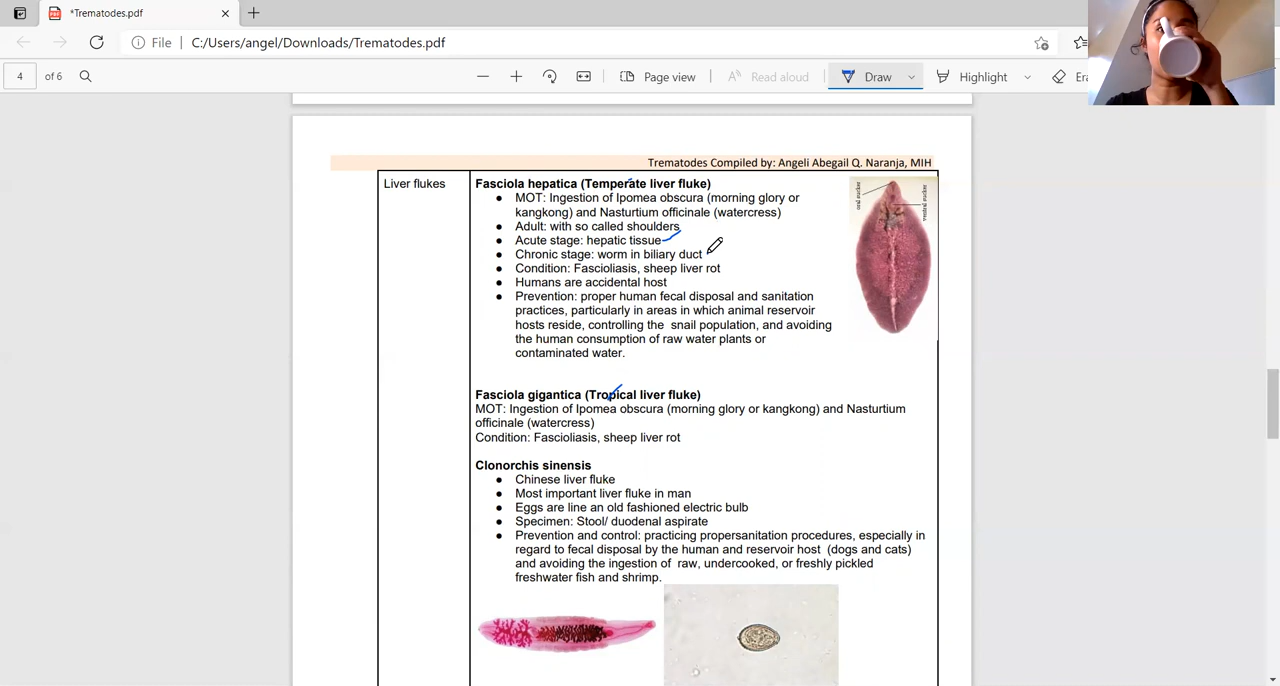 *Trematodes.pdf
File
C:/Users/angel/Downloads/Trematodes.pdf
4
of 6
Page view
Read aloud
Draw
Highlight
Era
Trematodes Compiled by: Angeli Abegail Q. Naranja, MIH
Liver flukes
Fasciola hepatica (Temperate liver fluke)
● MOT: Ingestion of Ipomea obscura (morning glory or
kangkong) and Nasturtium officinale (watercress)
● Adult: with so called shoulders
● Acute stage: hepatic tissue
● Chronic stage: worm in biliary duct
● Condition: Fascioliasis, sheep liver rot
● Humans are accidental host
● Prevention: proper human fecal disposal and sanitation
practices, particularly in areas in which animal reservoir
hosts reside, controlling the snail population, and avoiding
the human consumption of raw water plants or
contaminated water.
oral sucker
ventral sucker
Fasciola gigantica (Tropical liver fluke)
MOT: Ingestion of Ipomea obscura (morning glory or kangkong) and Nasturtium
officinale (watercress)
Condition: Fascioliasis, sheep liver rot
Clonorchis sinensis
● Chinese liver fluke
● Most important liver fluke in man
● Eggs are line an old fashioned electric bulb
● Specimen: Stool/ duodenal aspirate
● Prevention and control: practicing propersanitation procedures, especially in
regard to fecal disposal by the human and reservoir host (dogs and cats)
and avoiding the ingestion of raw, undercooked, or freshly pickled
freshwater fish and shrimp.